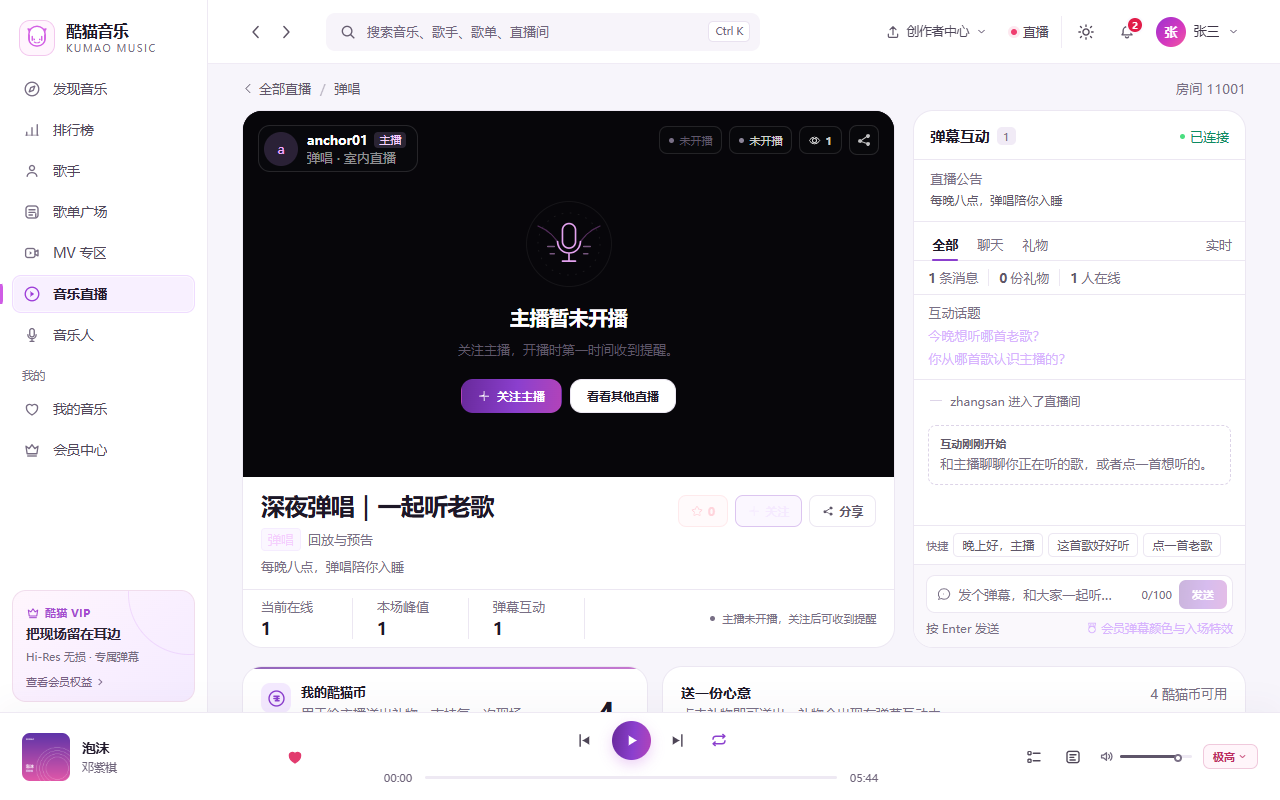 酷猫音乐
KUMAO MUSIC
搜索音乐、歌手、歌单、直播间
Ctrl K
创作者中心
直播
2
张
张三
发现音乐
排行榜
歌手
歌单广场
MV 专区
音乐直播
音乐人
我的
我的音乐
会员中心
酷猫 VIP
把现场留在耳边
Hi-Res 无损 · 专属弹幕
查看会员权益
全部直播 / 弹唱
房间 11001
a
anchor01 主播
弹唱 · 室内直播
未开播
未开播
1
主播暂未开播
关注主播，开播时第一时间收到提醒。
关注主播
看看其他直播
深夜弹唱｜一起听老歌
0
关注
分享
弹唱 回放与预告
每晚八点，弹唱陪你入睡
当前在线
1
本场峰值
1
弹幕互动
1
主播未开播，关注后可收到提醒
弹幕互动 1
已连接
直播公告
每晚八点，弹唱陪你入睡
全部 聊天 礼物
实时
1 条消息
0 份礼物
1 人在线
互动话题
今晚想听哪首老歌?
你从哪首歌认识主播的?
zhangsan 进入了直播间
互动刚刚开始
和主播聊聊你正在听的歌，或者点一首想听的。
快捷
晚上好，主播
这首歌好好听
点一首老歌
发个弹幕，和大家一起听...
0/100
发送
按 Enter 发送
会员弹幕颜色与入场特效
我的酷猫币
4
送一份心意
4 酷猫币可用
泡沫
邓紫棋
00:00
05:44
极高